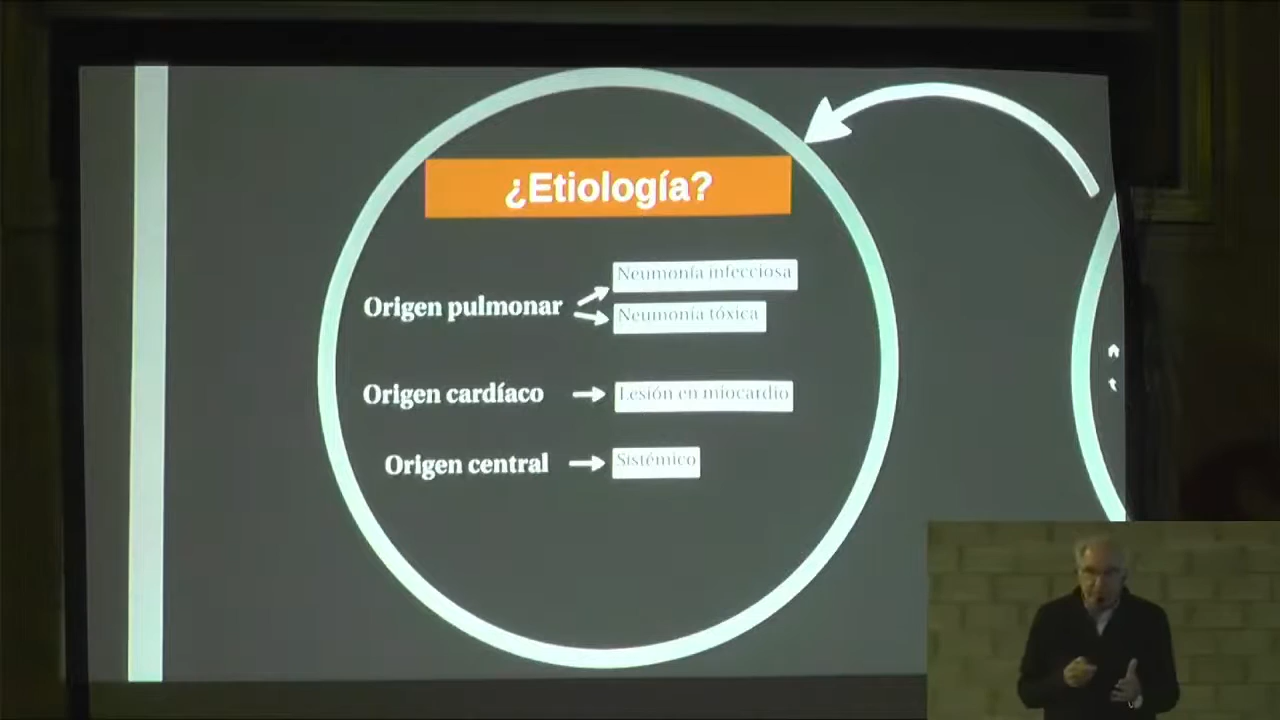 ¿Etiología?
Origen pulmonar
Neumonía infecciosa
Neumonía tóxica
Origen cardíaco
Lesión en miocardio
Origen central
Sistémico